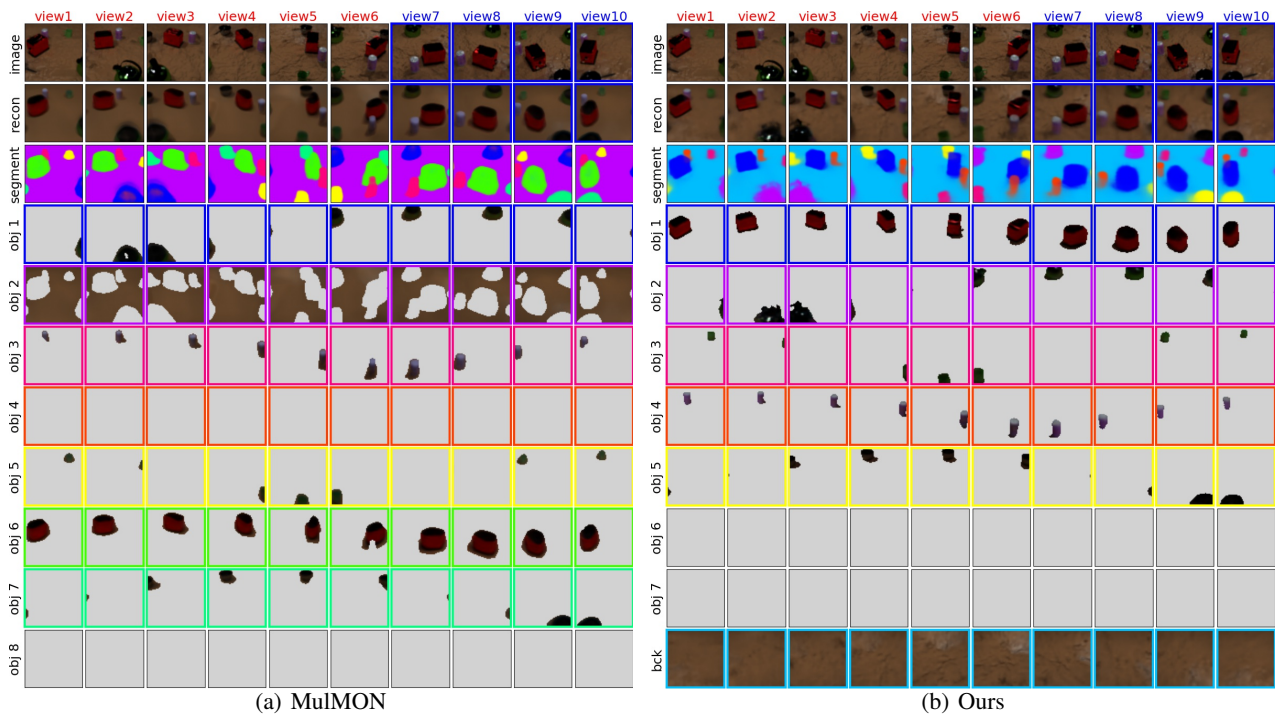 view1 view2 view3 view4 view5 view6 view7 view8 view9 view10
image
recon
segment
obj 1
obj 2
obj 3
obj 4
obj 5
obj 6
obj 7
obj 8
(a) MulMON
view1 view2 view3 view4 view5 view6 view7 view8 view9 view10
image
recon
segment
obj 1
obj 2
obj 3
obj 4
obj 5
obj 6
obj 7
bck
(b) Ours